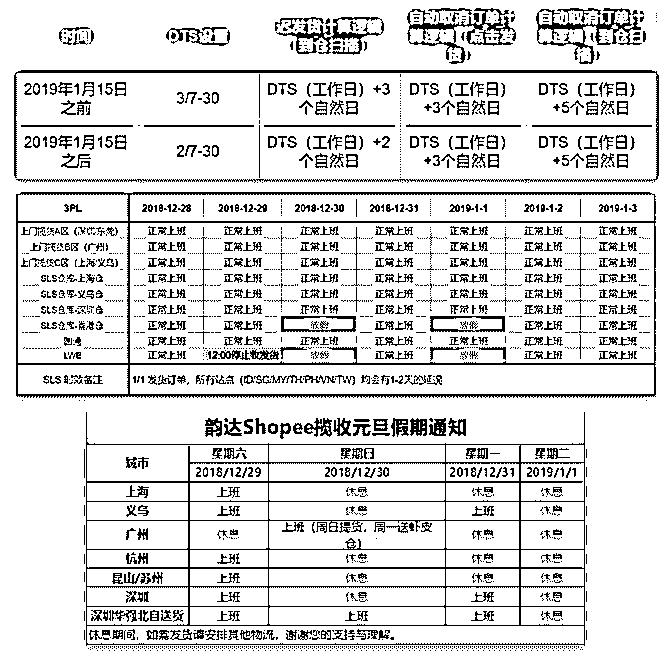 时间 DTS设置 迟发货计算逻辑 自动取消订单计 自动取消订单计
（到仓扫描） 算逻辑（点击发 算逻辑（到仓扫
货） 描）
2019年1月15日 3/7-30 DTS（工作日）+3 DTS（工作日） DTS（工作日）
之前 个自然日 +3个自然日 +5个自然日
2019年1月15日 2/7-30 DTS（工作日）+2 DTS（工作日） DTS（工作日）
之后 个自然日 +3个自然日 +5个自然日
3PL 2018-12-28 2018-12-29 2018-12-30 2018-12-31 2019-1-1 2019-1-2 2019-1-3
上门揽收A区（深圳/东莞） 正常上班 正常上班 正常上班 正常上班 正常上班 正常上班 正常上班
上门揽收B区（广州） 正常上班 正常上班 正常上班 正常上班 正常上班 正常上班 正常上班
上门揽收C区（上海/义乌） 正常上班 正常上班 正常上班 正常上班 正常上班 正常上班 正常上班
SLS仓库-上海仓 正常上班 正常上班 正常上班 正常上班 正常上班 正常上班 正常上班
SLS仓库-义乌仓 正常上班 正常上班 正常上班 正常上班 正常上班 正常上班 正常上班
SLS仓库-深圳仓 正常上班 正常上班 正常上班 正常上班 正常上班 正常上班 正常上班
SLS仓库-香港仓 正常上班 正常上班 放假 正常上班 放假 正常上班 正常上班
正常上班 正常上班 正常上班 正常上班 正常上班 正常上班 正常上班
LWE 正常上班 12:00停止收发货 放假 正常上班 放假 正常上班 正常上班
SLS 时效备注 1/1 发货订单，所有站点（ID/SG/MY/TH/PH/VN/TW）均会有1-2天的延误
韵达Shopee揽收元旦假期通知
城市 星期六 星期日 星期一 星期二
2018/12/29 2018/12/30 2018/12/31 2019/1/1
上海 上班 休息 休息 休息
义乌 上班 休息 上班 休息
广州 休息 上班（周日提货，周一送虾皮 休息 休息
仓）
杭州 上班 休息 休息 休息
昆山/苏州 上班 休息 休息 休息
深圳 上班 休息 上班 休息
深圳华强北自送货 上班 上班 上班 休息
休息期间，如需发货请安排其他物流，谢谢您的支持与理解。